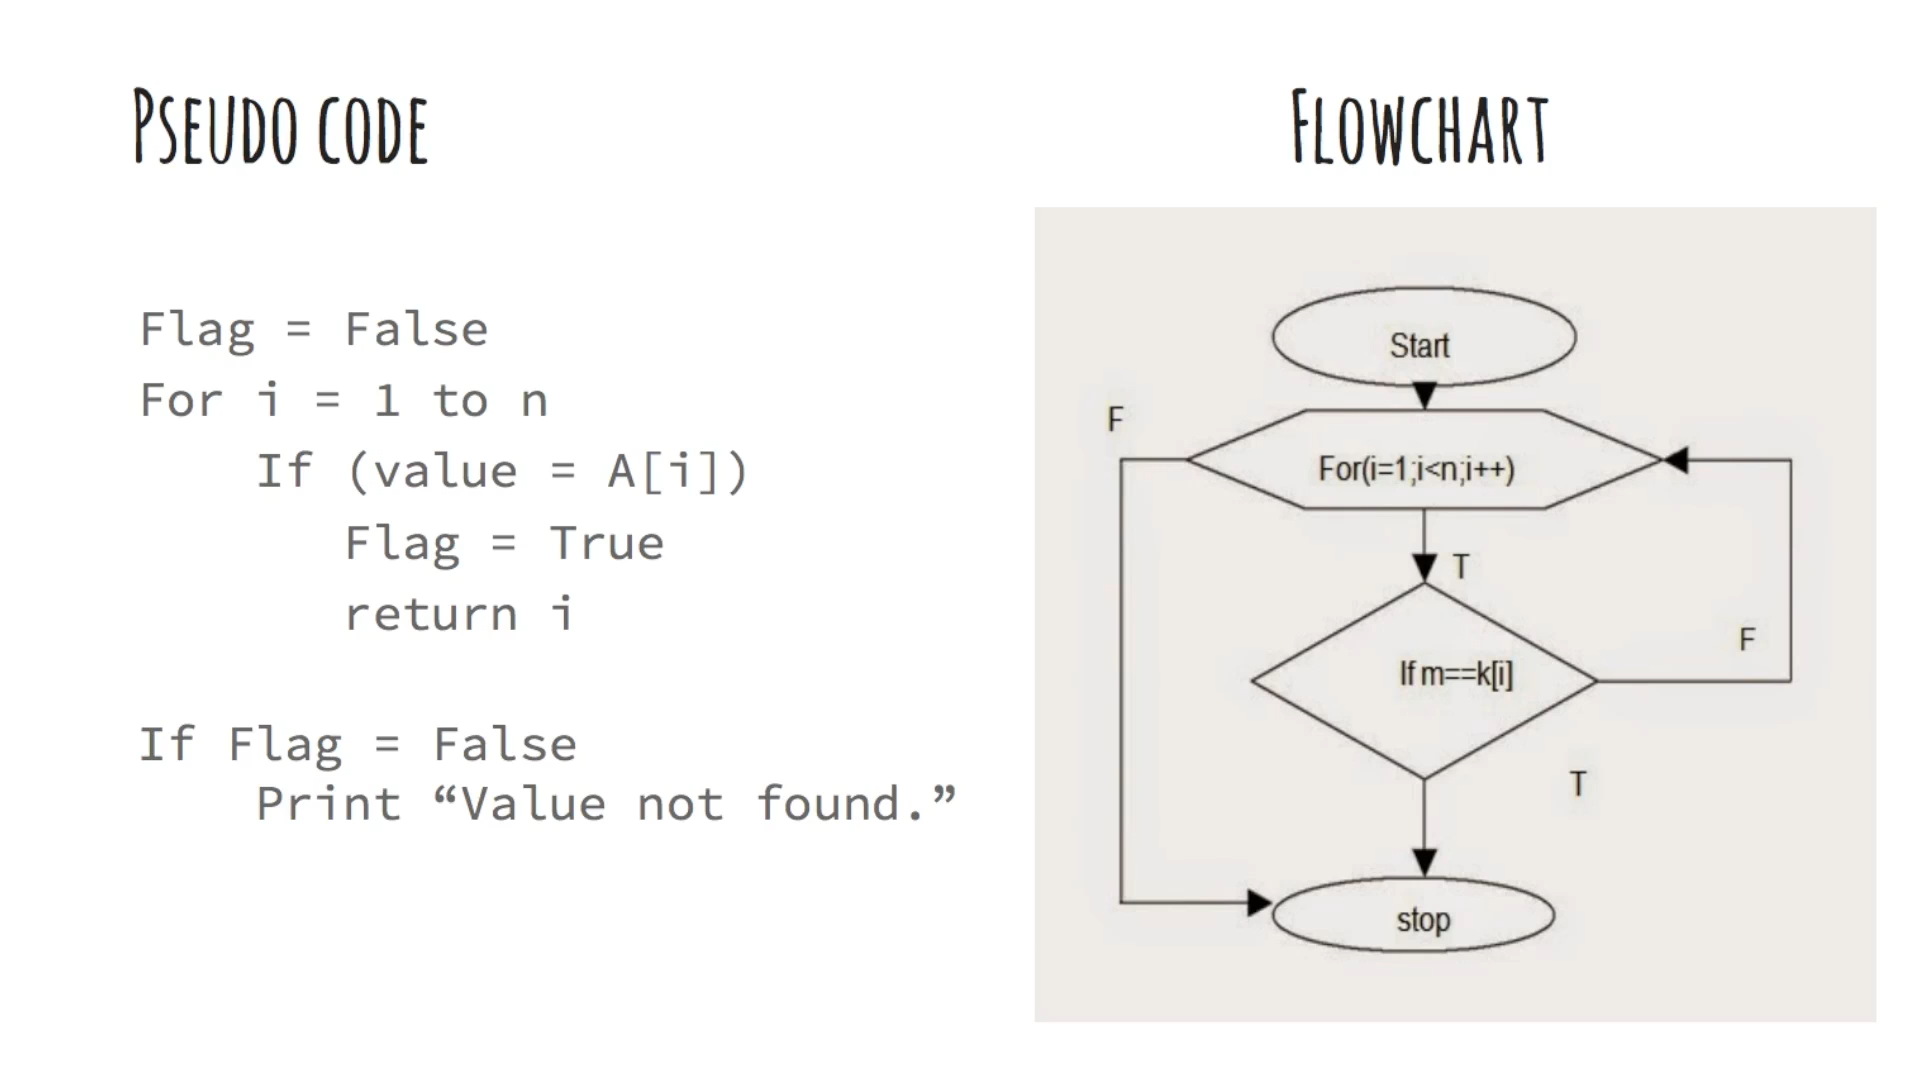 PSEUDO CODE
Flag = False
For i = 1 to n
If (value = A[i])
Flag = True
return i
If Flag = False
Print “Value not found.”
FLOWCHART
Start
F
For(i=1;i<n;i++)
T
If m==k[i]
F
T
stop